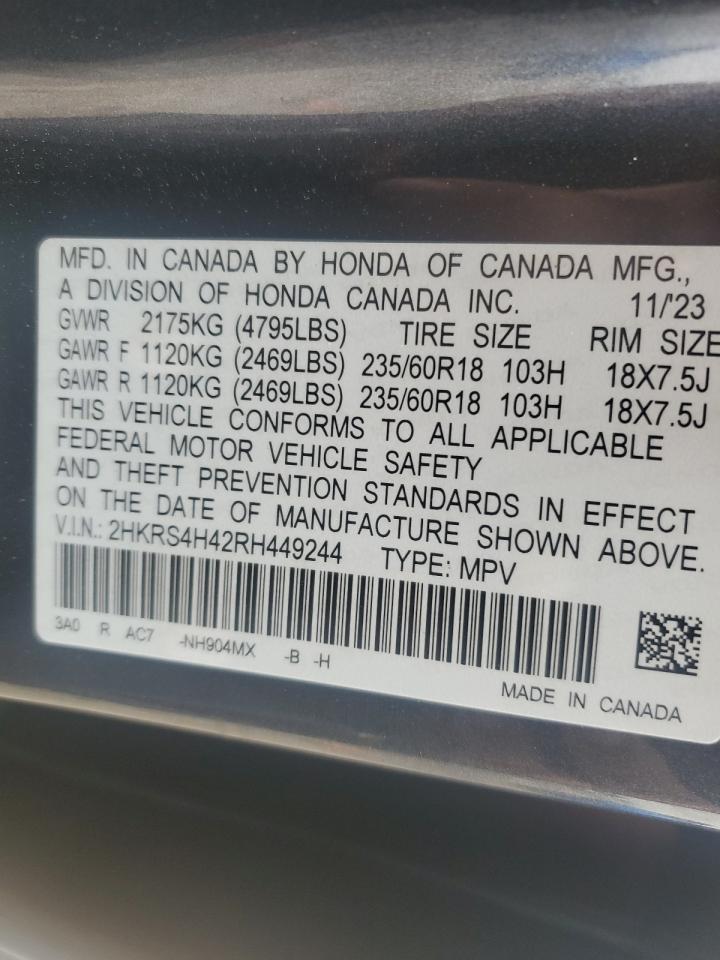 MFD. IN CANADA BY HONDA OF CANADA MFG.,
A DIVISION OF HONDA CANADA INC. 11/'23
GVWR 2175KG (4795LBS) TIRE SIZE RIM SIZE
GAWR F 1120KG (2469LBS) 235/60R18 103H 18X7.5J
GAWR R 1120KG (2469LBS) 235/60R18 103H 18X7.5J
THIS VEHICLE CONFORMS TO ALL APPLICABLE
FEDERAL MOTOR VEHICLE SAFETY
AND THEFT PREVENTION STANDARDS IN EFFECT
ON THE DATE OF MANUFACTURE SHOWN ABOVE.
V.I.N.: 2HKRS4H42RH449244 TYPE: MPV
3A0 R AC7 -NH904MX -B -H
MADE IN CANADA